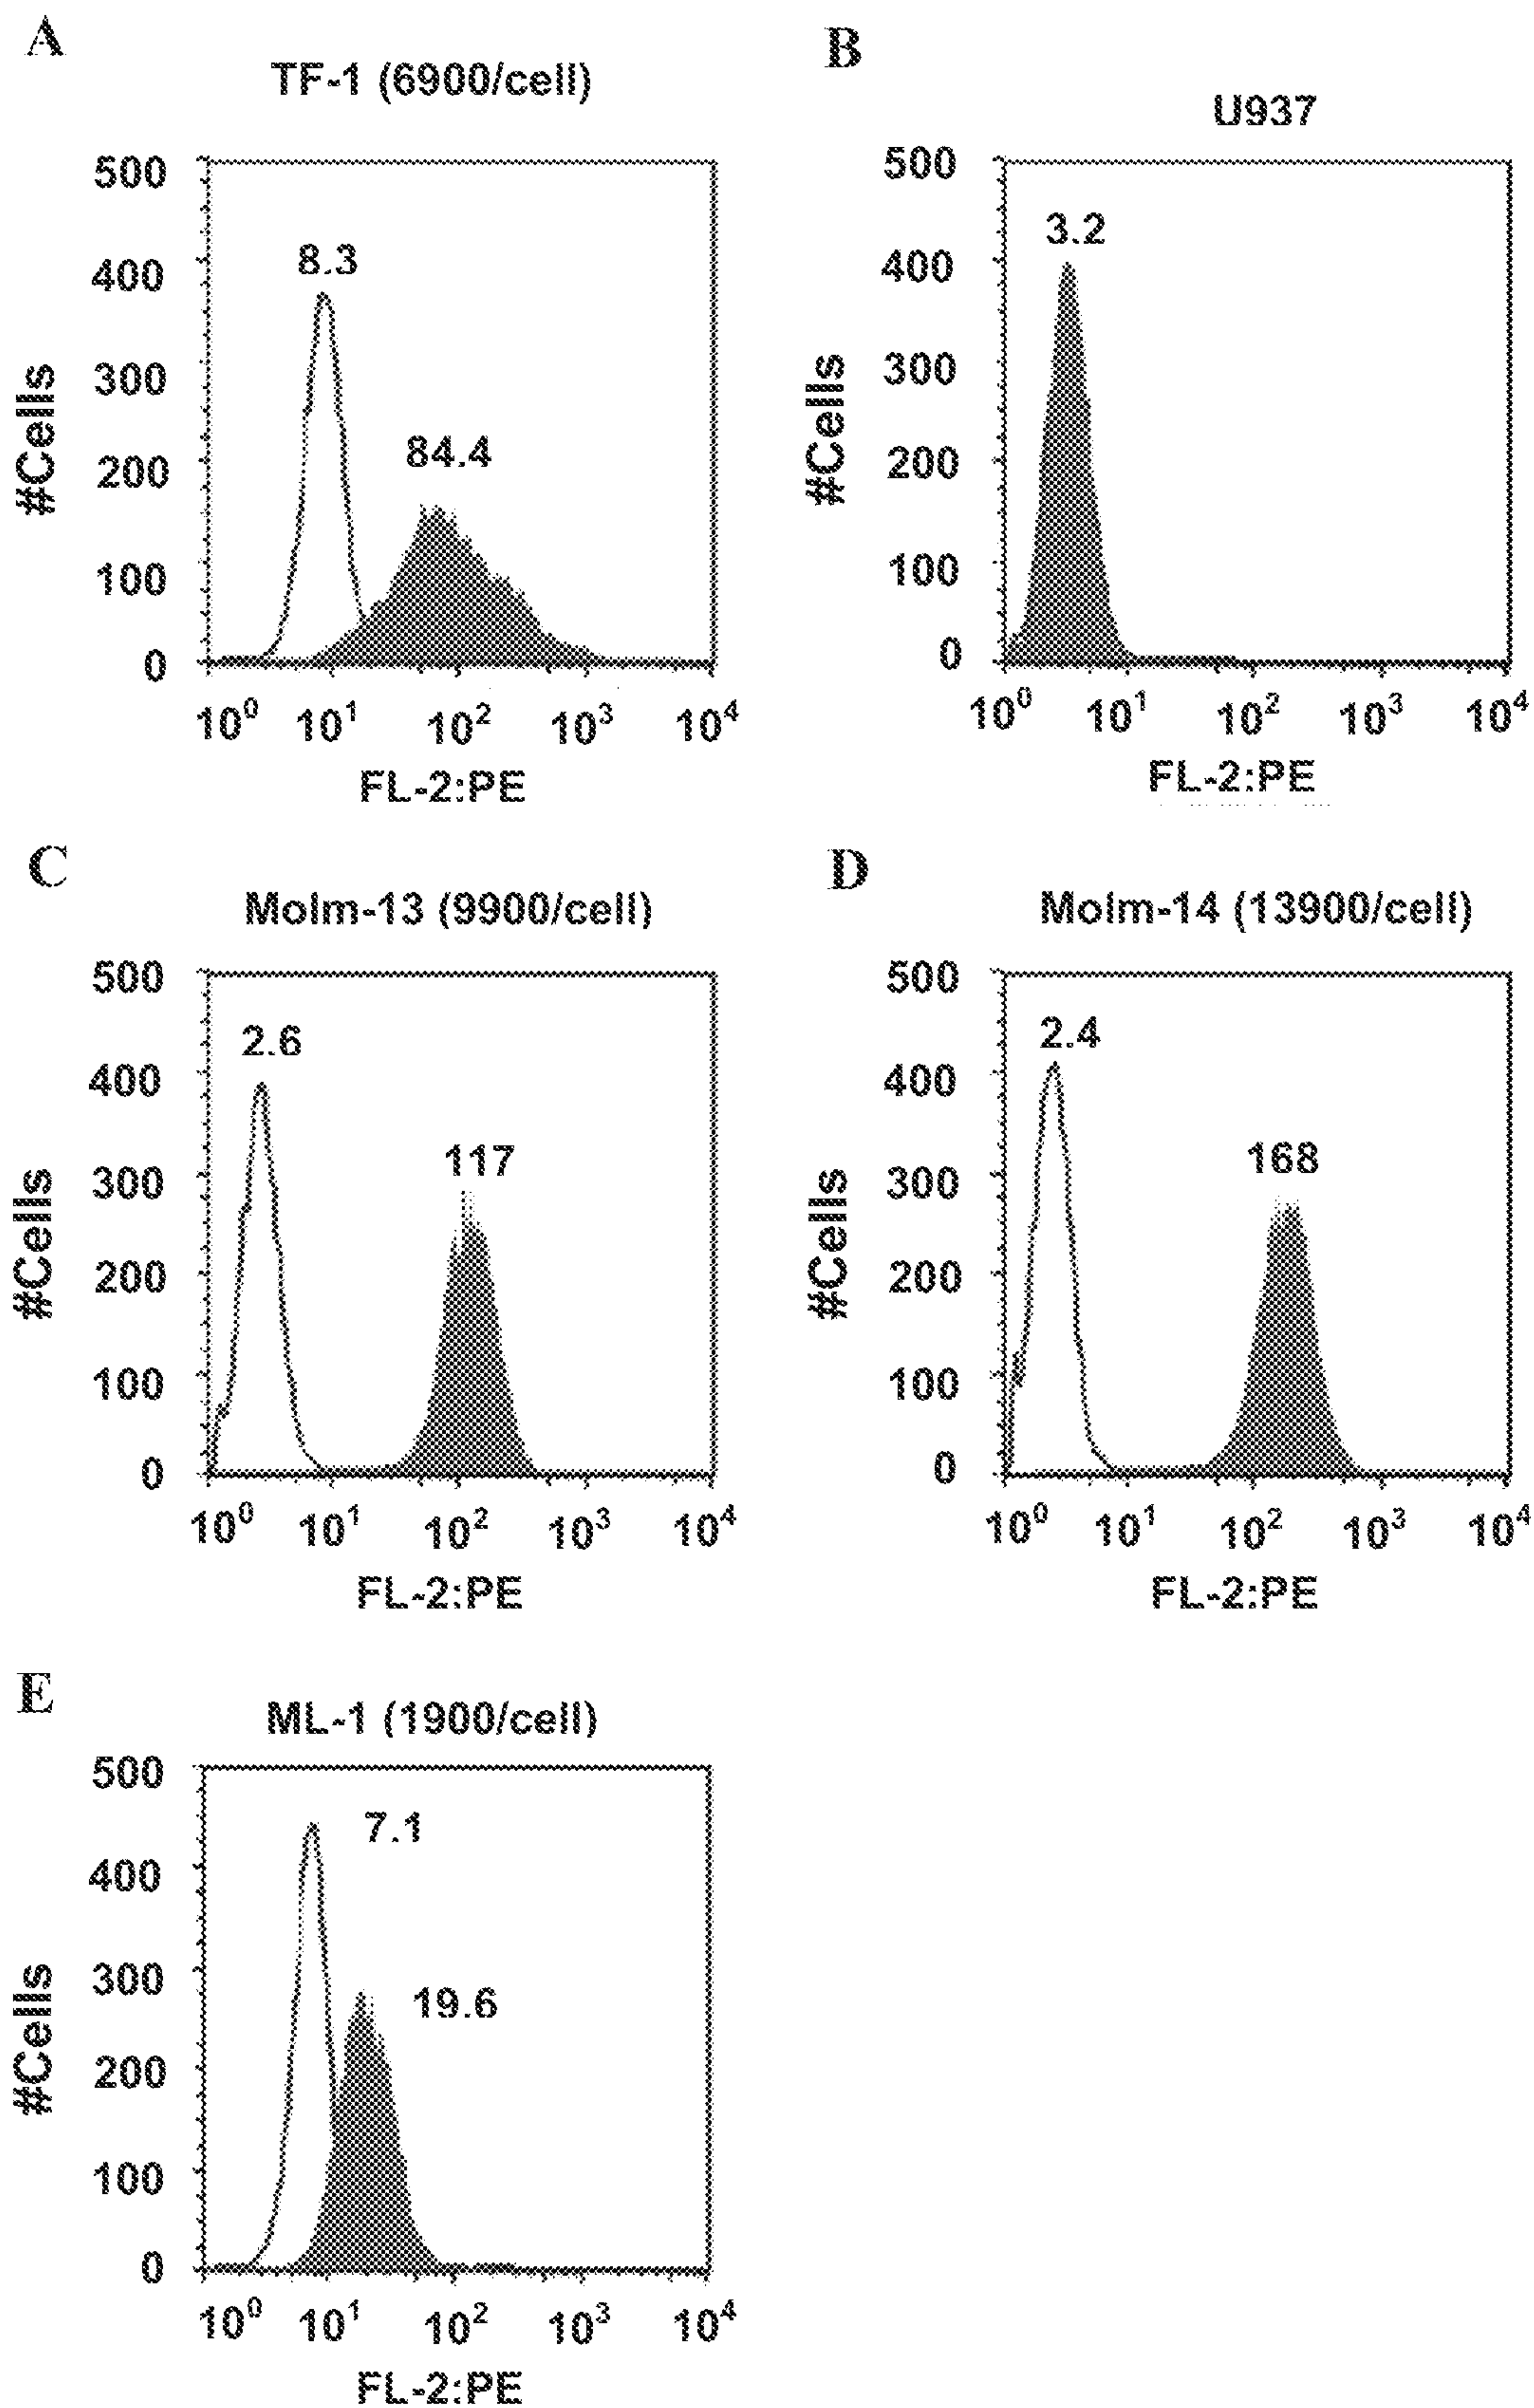 A
TF-1 (6900/cell)
500
400
300
200
100
0
#Cells
8.3
84.4
10⁰ 10¹ 10² 10³ 10⁴
FL-2:PE
B
U937
500
400
300
200
100
0
#Cells
3.2
10⁰ 10¹ 10² 10³ 10⁴
FL-2:PE
C
Molm-13 (9900/cell)
500
400
300
200
100
0
#Cells
2.6
117
10⁰ 10¹ 10² 10³ 10⁴
FL-2:PE
D
Molm-14 (13900/cell)
500
400
300
200
100
0
#Cells
2.4
168
10⁰ 10¹ 10² 10³ 10⁴
FL-2:PE
E
ML-1 (1900/cell)
500
400
300
200
100
0
#Cells
7.1
19.6
10⁰ 10¹ 10² 10³ 10⁴
FL-2:PE